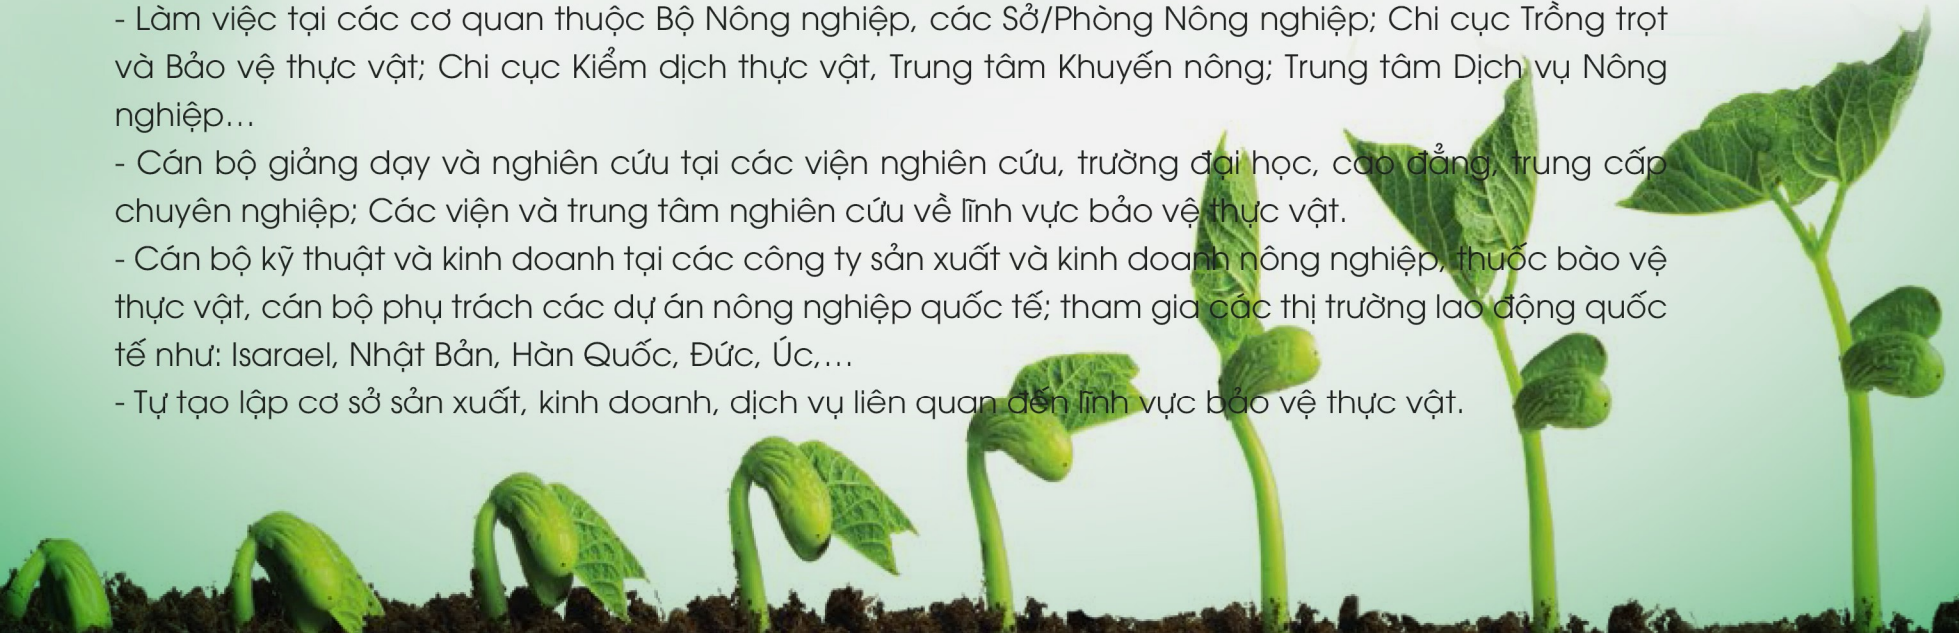 - Làm việc tại các cơ quan thuộc Bộ Nông nghiệp, các Sở/Phòng Nông nghiệp; Chi cục Trồng trọt
và Bảo vệ thực vật; Chi cục Kiểm dịch thực vật, Trung tâm Khuyến nông; Trung tâm Dịch vụ Nông
nghiệp...
- Cán bộ giảng dạy và nghiên cứu tại các viện nghiên cứu, trường đại học, cao đẳng, trung cấp
chuyên nghiệp; Các viện và trung tâm nghiên cứu về lĩnh vực bảo vệ thực vật.
- Cán bộ kỹ thuật và kinh doanh tại các công ty sản xuất và kinh doanh nông nghiệp, thuốc bào vệ
thực vật, cán bộ phụ trách các dự án nông nghiệp quốc tế; tham gia các thị trường lao động quốc
tế như: Isarael, Nhật Bản, Hàn Quốc, Đức, Úc,...
- Tự tạo lập cơ sở sản xuất, kinh doanh, dịch vụ liên quan đến lĩnh vực bảo vệ thực vật.